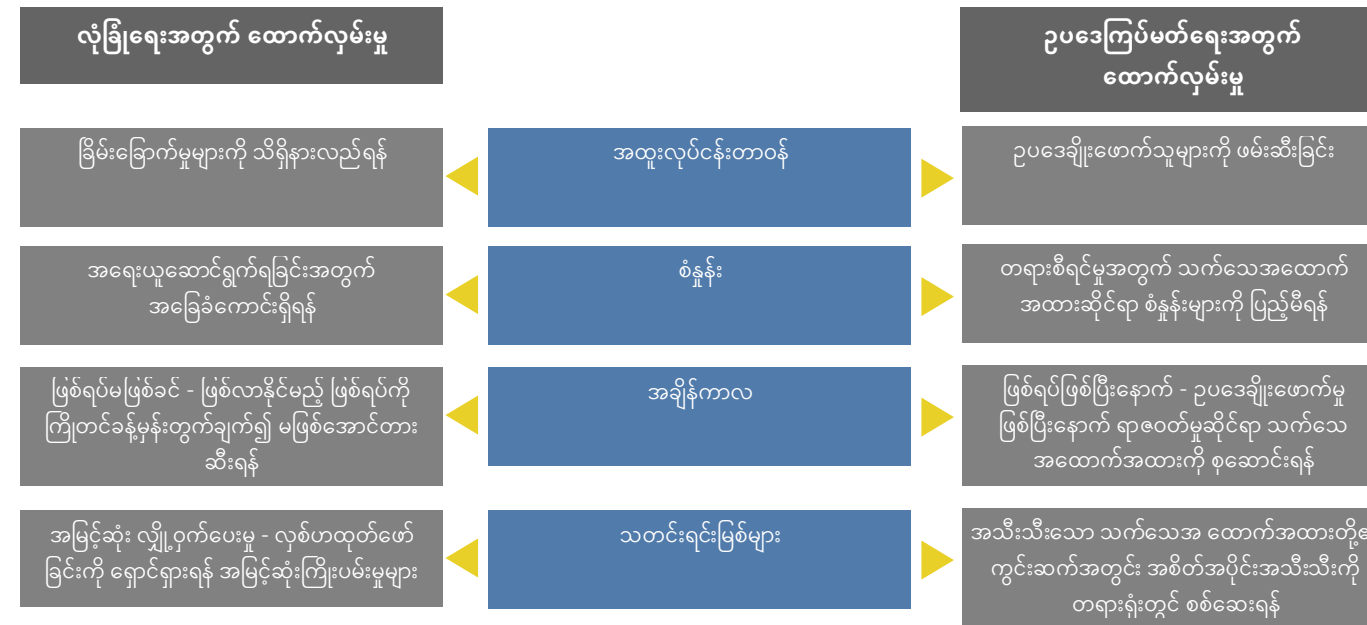 လုံခြုံရေးအတွက် ထောက်လှမ်းမှု
ဥပဒေကြပ်မတ်ရေးအတွက်
ထောက်လှမ်းမှု
ခြိမ်းခြောက်မှုများကို သိရှိနားလည်ရန်
အထူးလုပ်ငန်းတာဝန်
ဥပဒေချိုးဖောက်သူများကို ဖမ်းဆီးခြင်း
အရေးယူဆောင်ရွက်ရခြင်းအတွက်
အခြေခံကောင်းရှိရန်
စံနှုန်း
တရားစီရင်မှုအတွက် သက်သေအထောက်
အထားဆိုင်ရာ စံနှုန်းများကို ပြည့်မီရန်
ဖြစ်ရပ်မဖြစ်ခင် - ဖြစ်လာနိုင်မည့် ဖြစ်ရပ်ကို
ကြိုတင်ခန့်မှန်းတွက်ချက်၍ မဖြစ်အောင်တား
ဆီးရန်
အချိန်ကာလ
ဖြစ်ရပ်ဖြစ်ပြီးနောက် - ဥပဒေချိုးဖောက်မှု
ဖြစ်ပြီးနောက် ရာဇဝတ်မှုဆိုင်ရာ သက်သေ
အထောက်အထားကို စုဆောင်းရန်
အမြင့်ဆုံး လျှို့ဝှက်ပေးမှု - လှစ်ဟထုတ်ဖော်
ခြင်းကို ရှောင်ရှားရန် အမြင့်ဆုံးကြိုးပမ်းမှုများ
သတင်းရင်းမြစ်များ
အသီးသီးသော သက်သေအ ထောက်အထားတို့၏
ကွင်းဆက်အတွင်း အစိတ်အပိုင်းအသီးသီးကို
တရားရုံးတွင် စစ်ဆေးရန်